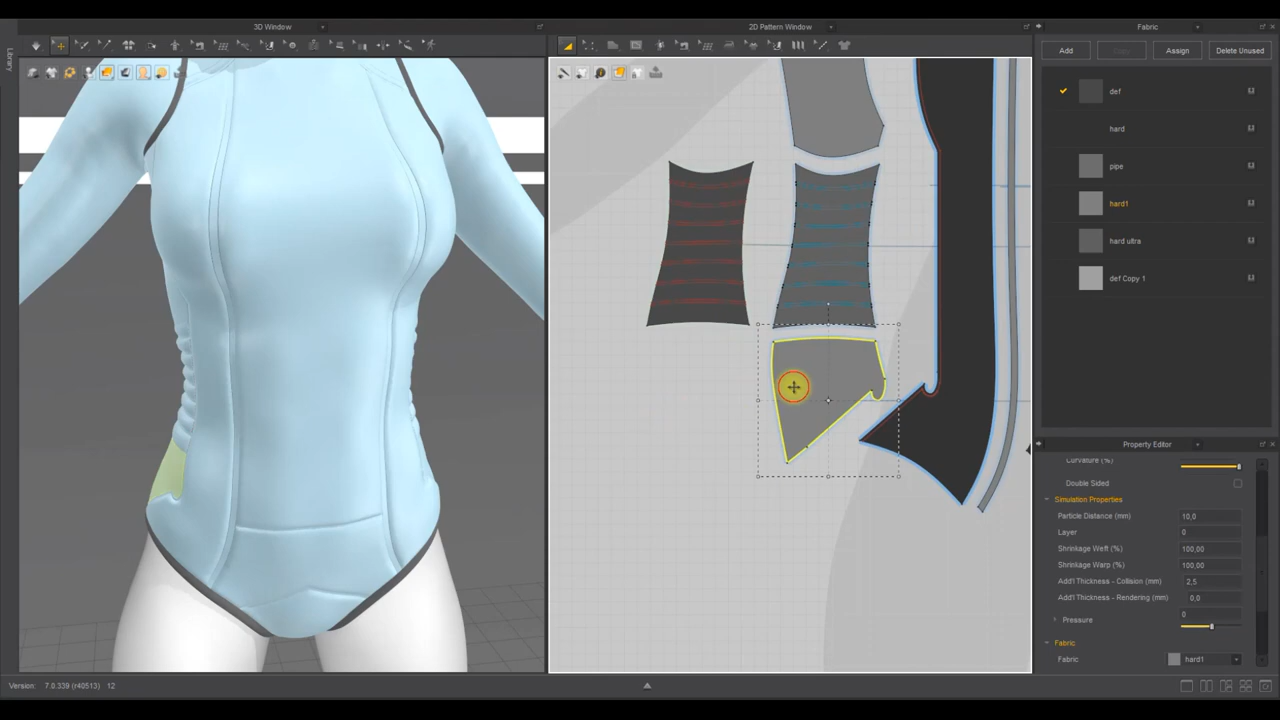 3D Window
2D Pattern Window
Fabric
Library
Add
Copy
Assign
Delete Unused
def
hard
pipe
hard1
hard ultra
def Copy 1
Property Editor
Curvature (%)
Double Sided
Simulation Properties
Particle Distance (mm) 10,0
Layer 0
Shrinkage Weft (%) 100,00
Shrinkage Warp (%) 100,00
Add'l Thickness - Collision (mm) 2,5
Add'l Thickness - Rendering (mm) 0,0
Pressure 0
Fabric
Fabric hard1
Version: 7.0.339 (r40513) 12